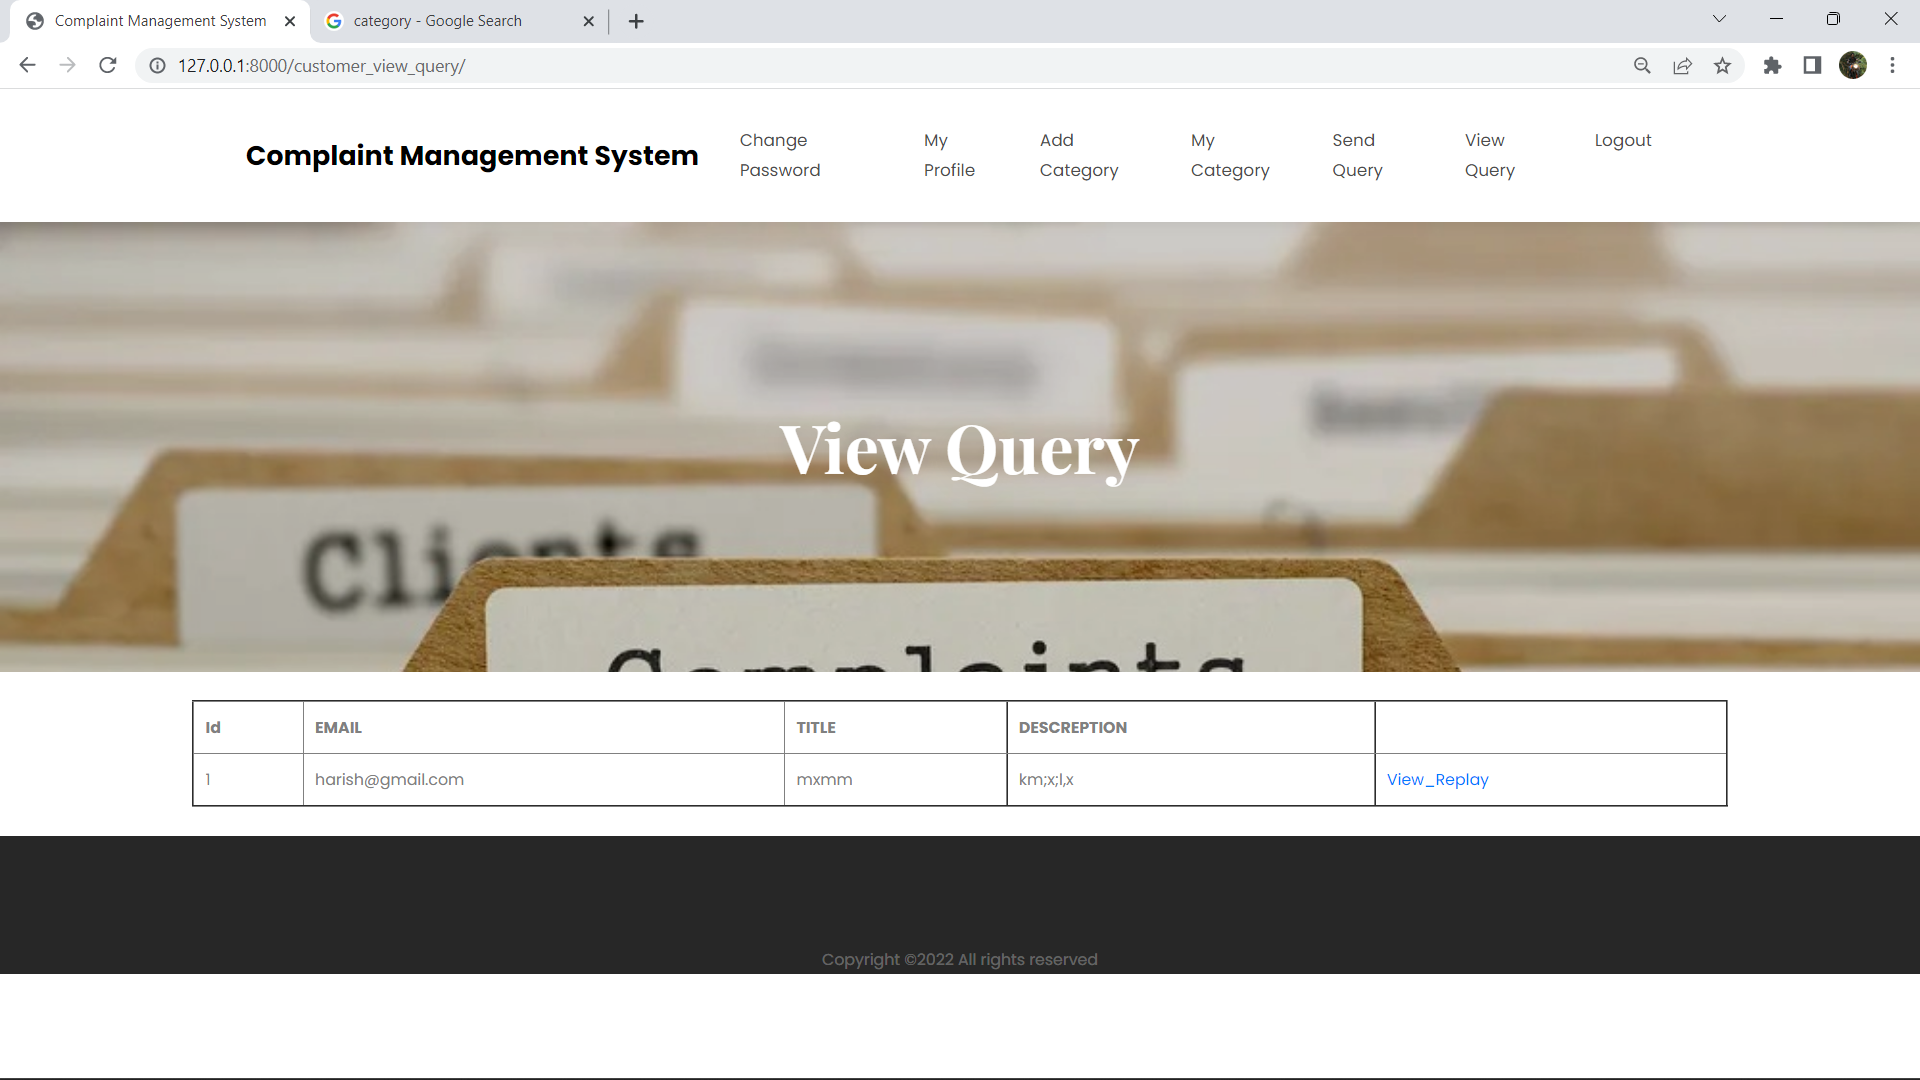 Complaint Management System
category - Google Search
127.0.0.1:8000/customer_view_query/
Complaint Management System
Change
Password
My
Profile
Add
Category
My
Category
Send
Query
View
Query
Logout
View Query
Clients
Complaints
Id EMAIL TITLE DESCREPTION
1 harish@gmail.com mxmm km;x;l,x View_Replay
Copyright ©2022 All rights reserved